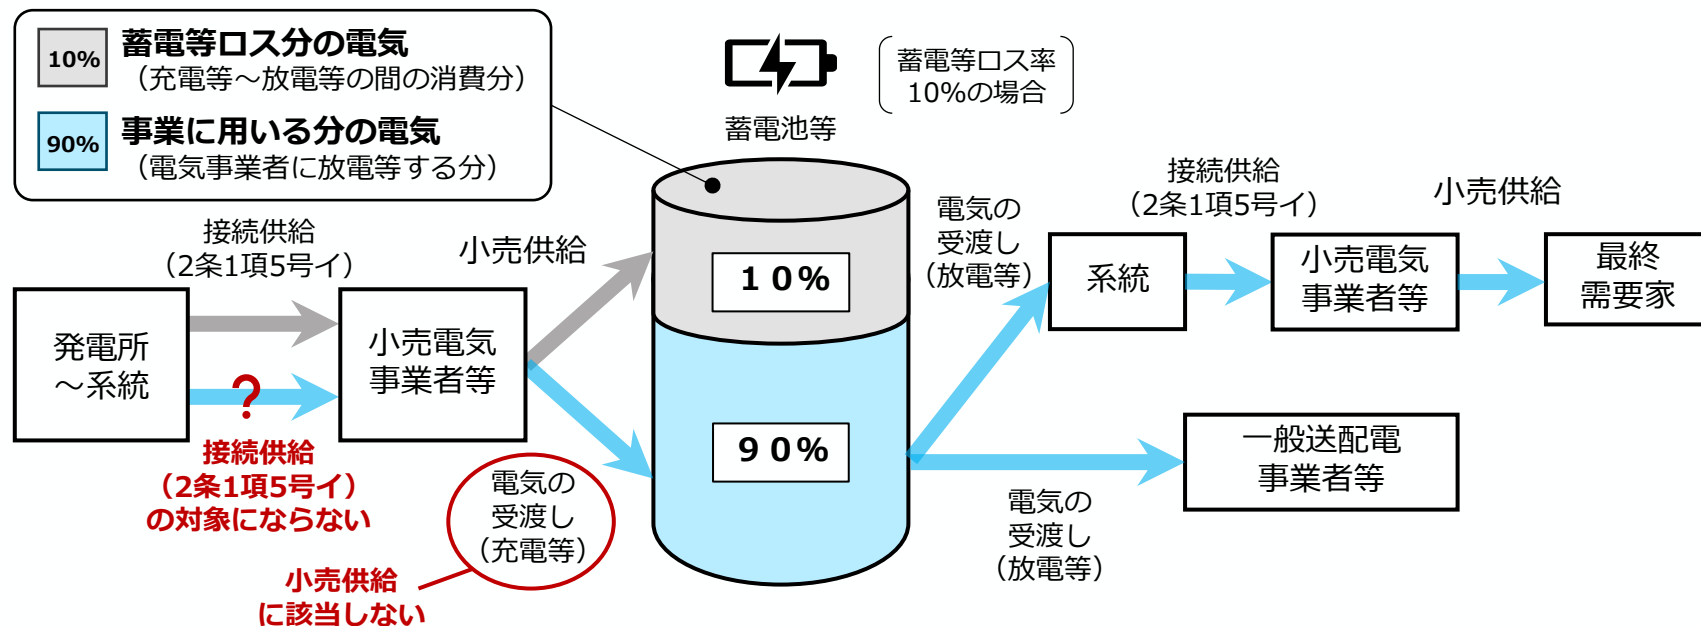 10%
蓄電等ロス分の電気
（充電等～放電等の間の消費分）
90%
事業に用いる分の電気
（電気事業者に放電等する分）
蓄電池等
蓄電等ロス率
10%の場合
接続供給
（2条1項5号イ）
小売供給
発電所
～系統
小売電気
事業者等
?
接続供給
（2条1項5号イ）
の対象にならない
電気の
受渡し
（充電等）
小売供給
に該当しない
10%
90%
電気の
受渡し
（放電等）
系統
接続供給
（2条1項5号イ）
小売電気
事業者等
小売供給
最終
需要家
電気の
受渡し
（放電等）
一般送配電
事業者等